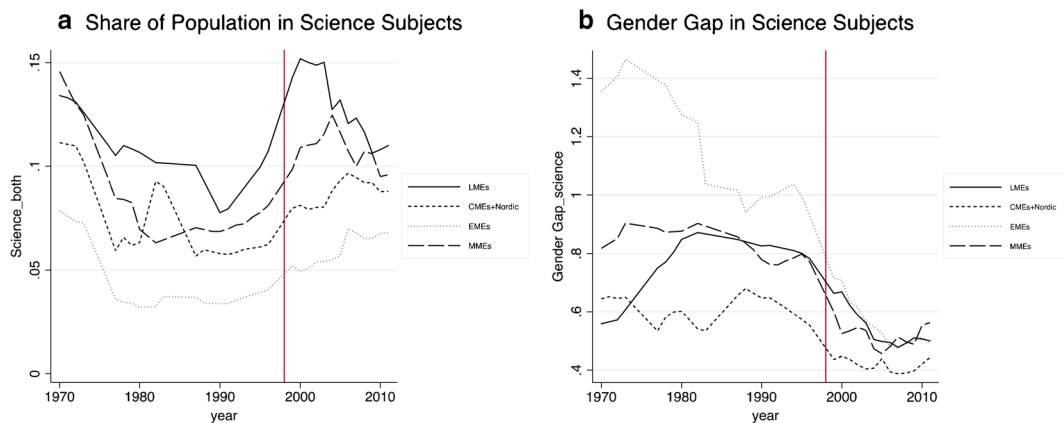 a Share of Population in Science Subjects
Science_both
.15
.1
.05
0
1970 1980 1990 2000 2010
year
LMEs
CMEs+Nordic
EMEs
MMEs
b Gender Gap in Science Subjects
Gender Gap_science
1.4
1.2
1
.8
.6
.4
1970 1980 1990 2000 2010
year
LMEs
CMEs+Nordic
EMEs
MMEs